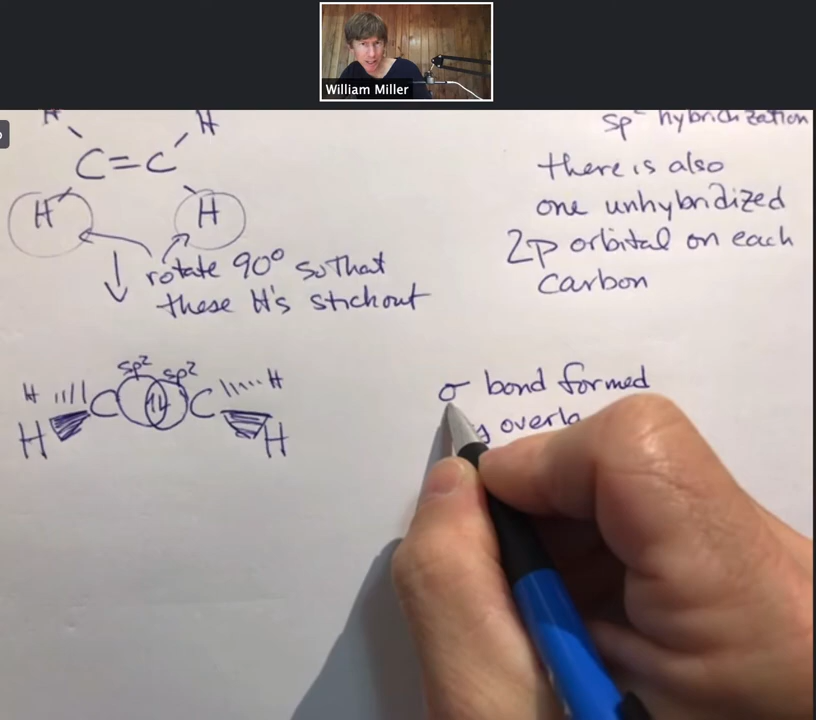 William Miller
H
H
C=C
H
H
rotate 90° so that
these H's stick out
sp² hybridization
there is also
one unhybridized
2p orbital on each
carbon
sp² sp²
H C 1↓ C H
H H
σ bond formed